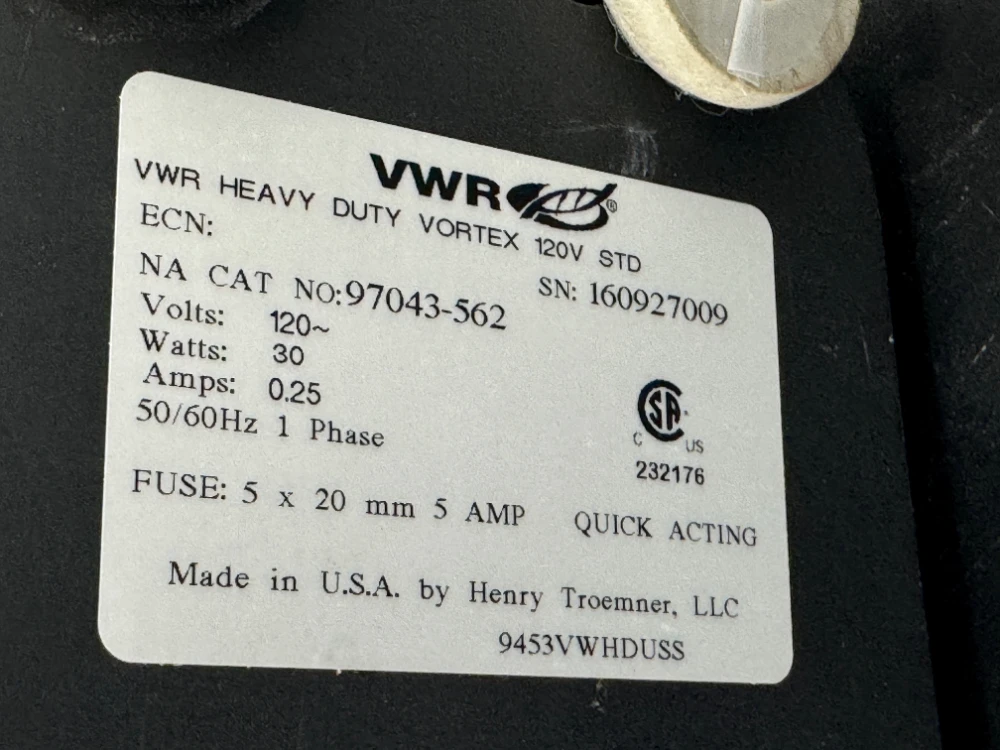 VWR®
VWR HEAVY DUTY VORTEX 120V STD
ECN:
SN: 160927009
NA CAT NO:97043-562
Volts: 120~
Watts: 30
Amps: 0.25
50/60Hz 1 Phase
SA
C US
232176
FUSE: 5 x 20 mm 5 AMP QUICK ACTING
Made in U.S.A. by Henry Troemner, LLC
9453VWHDUSS